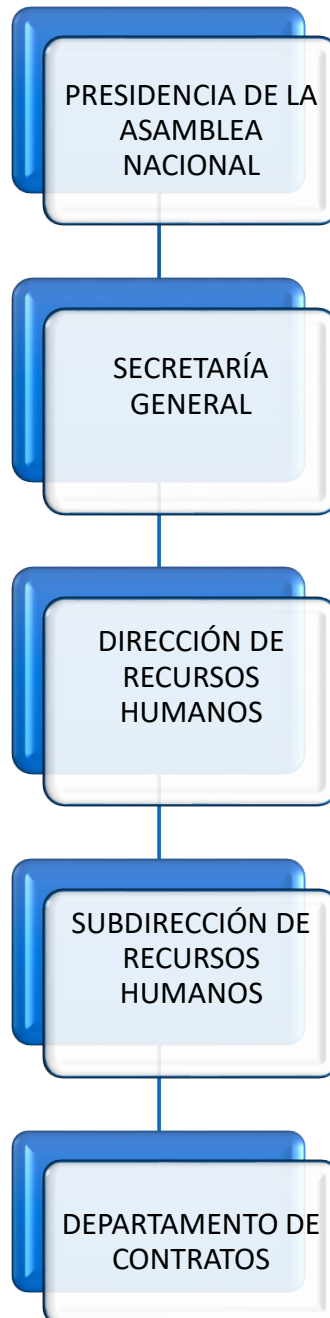 PRESIDENCIA DE LA
ASAMBLEA
NACIONAL
SECRETARÍA
GENERAL
DIRECCIÓN DE
RECURSOS
HUMANOS
SUBDIRECCIÓN DE
RECURSOS
HUMANOS
DEPARTAMENTO DE
CONTRATOS